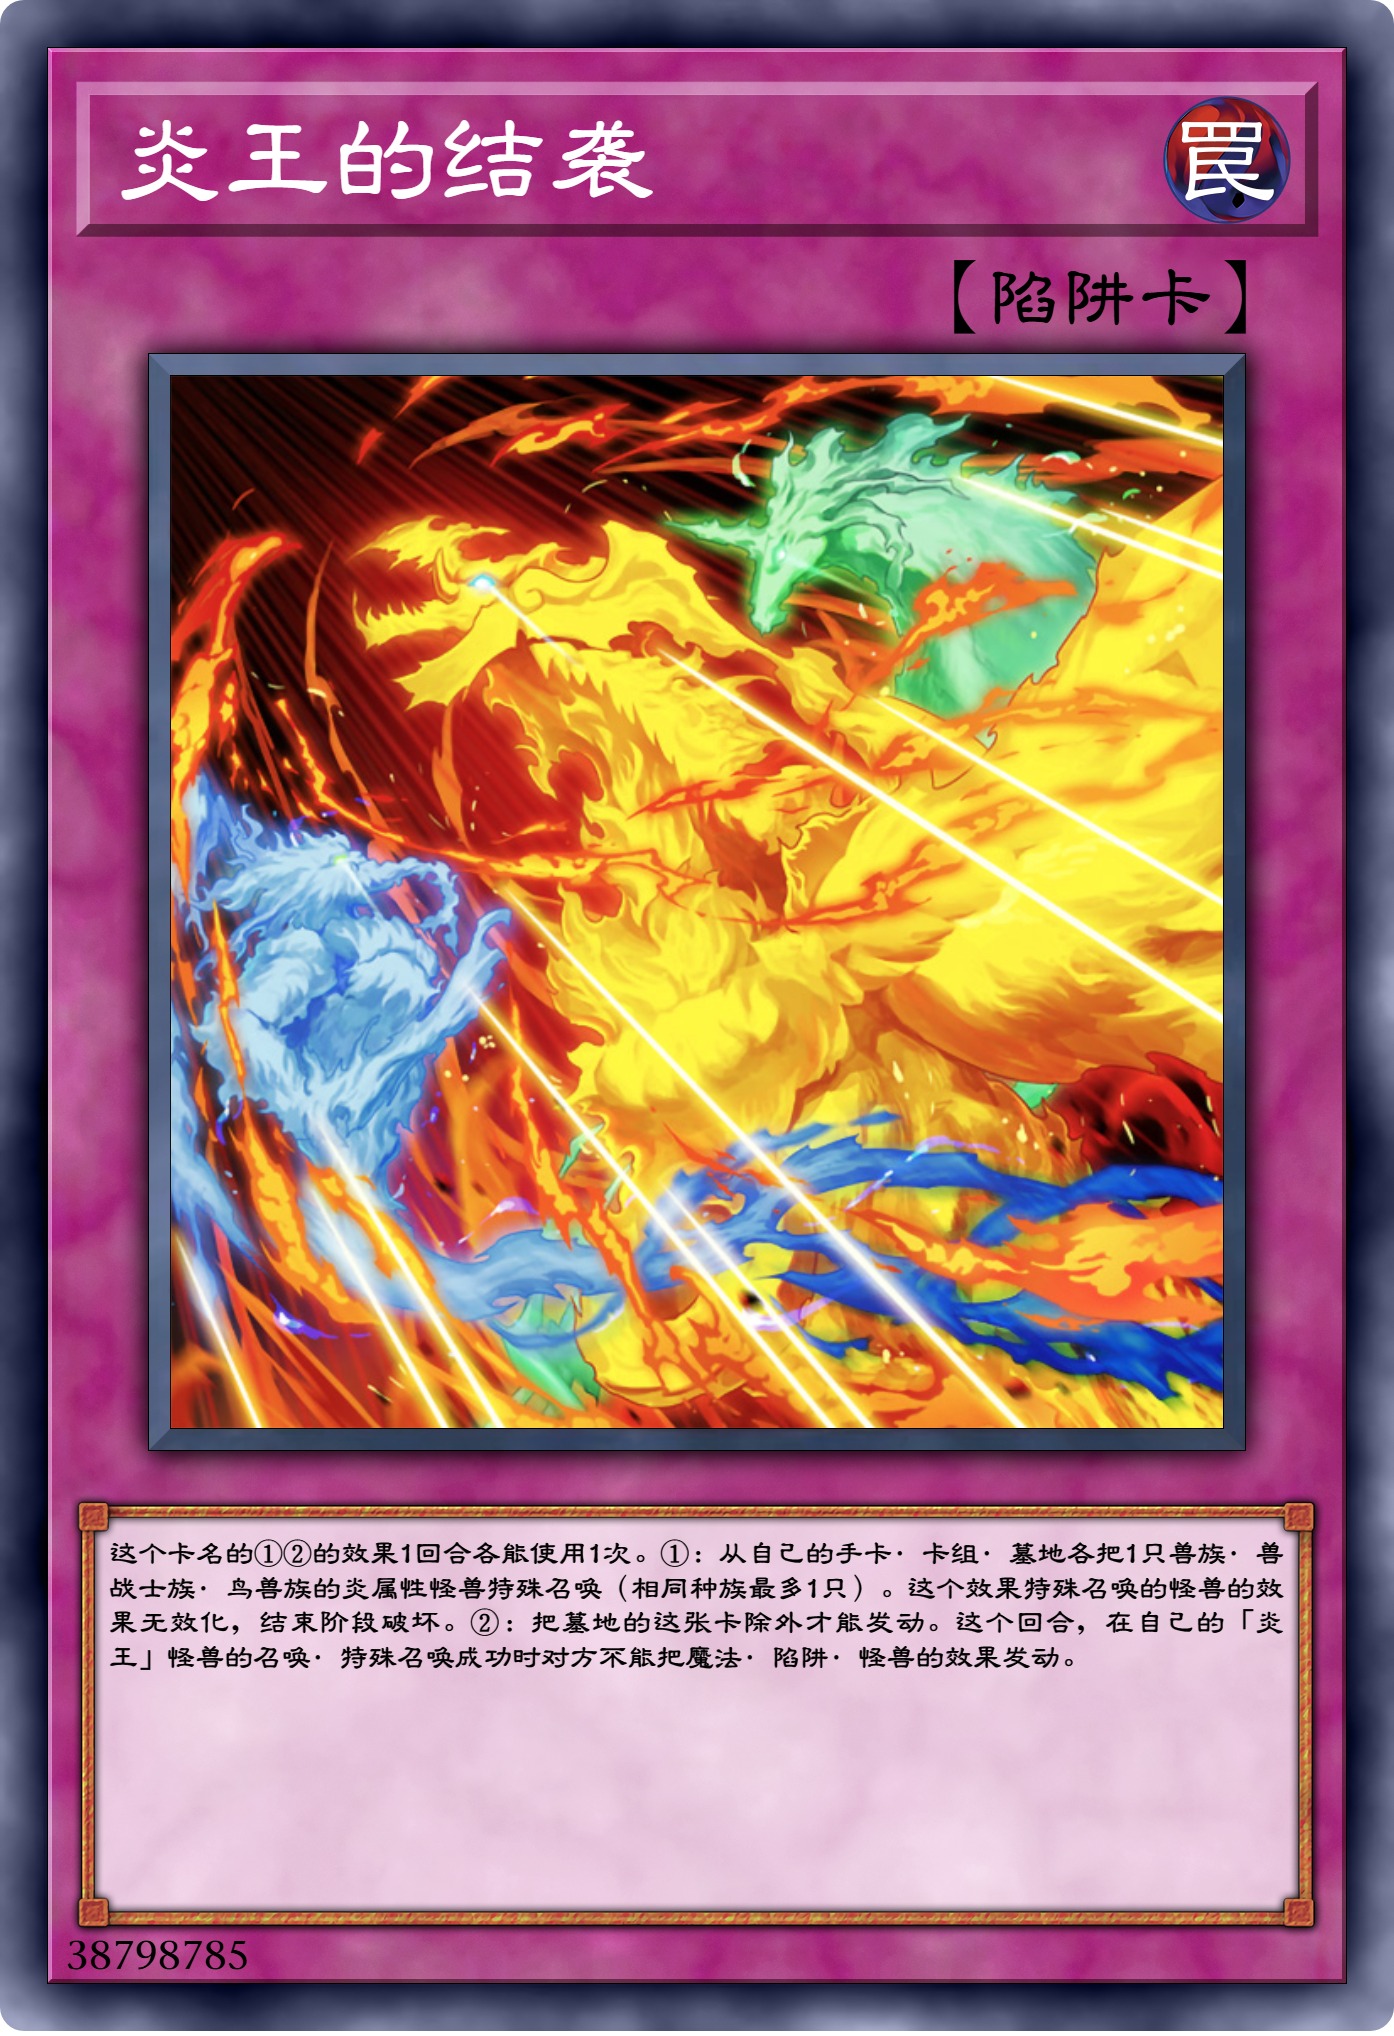 炎王的结袭
罠
【陷阱卡】
这个卡名的①②的效果1回合各能使用1次。①：从自己的手卡·卡组·墓地各把1只兽族·兽
战士族·鸟兽族的炎属性怪兽特殊召唤（相同种族最多1只）。这个效果特殊召唤的怪兽的效
果无效化，结束阶段破坏。②：把墓地的这张卡除外才能发动。这个回合，在自己的「炎
王」怪兽的召唤·特殊召唤成功时对方不能把魔法·陷阱·怪兽的效果发动。
38798785